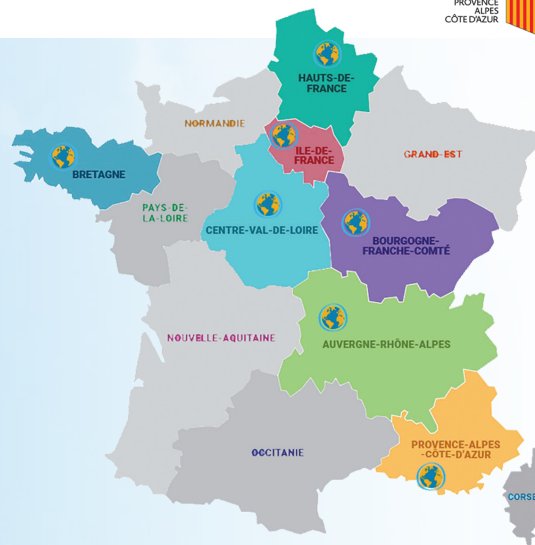 PROVENCE
ALPES
CÔTE D'AZUR
HAUTS-DE-
FRANCE
NORMANDIE
ILE-DE-
FRANCE
GRAND-EST
BRETAGNE
PAYS-DE-
LA-LOIRE
CENTRE-VAL-DE-LOIRE
BOURGOGNE-
FRANCHE-COMTÉ
NOUVELLE-AQUITAINE
AUVERGNE-RHÔNE-ALPES
OCCITANIE
PROVENCE-ALPES
-CÔTE-D'AZUR
CORSE